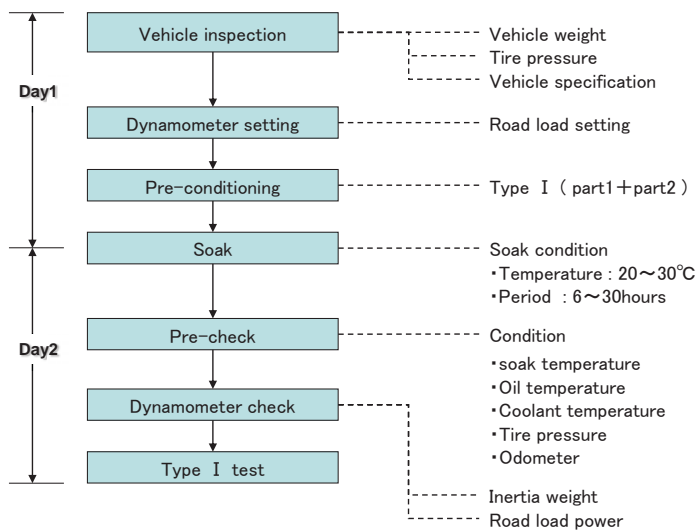 Day1
Vehicle inspection
Vehicle weight
Tire pressure
Vehicle specification
Dynamometer setting
Road load setting
Pre-conditioning
Type Ⅰ ( part1+part2 )
Soak
Soak condition
・Temperature : 20～30℃
・Period : 6～30hours
Day2
Pre-check
Condition
・soak temperature
・Oil temperature
・Coolant temperature
・Tire pressure
・Odometer
Dynamometer check
Inertia weight
Road load power
Type Ⅰ test